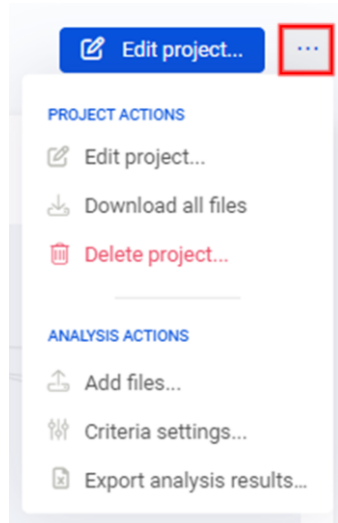 Edit project...
...
PROJECT ACTIONS
Edit project...
Download all files
Delete project...
ANALYSIS ACTIONS
Add files...
Criteria settings...
Export analysis results...